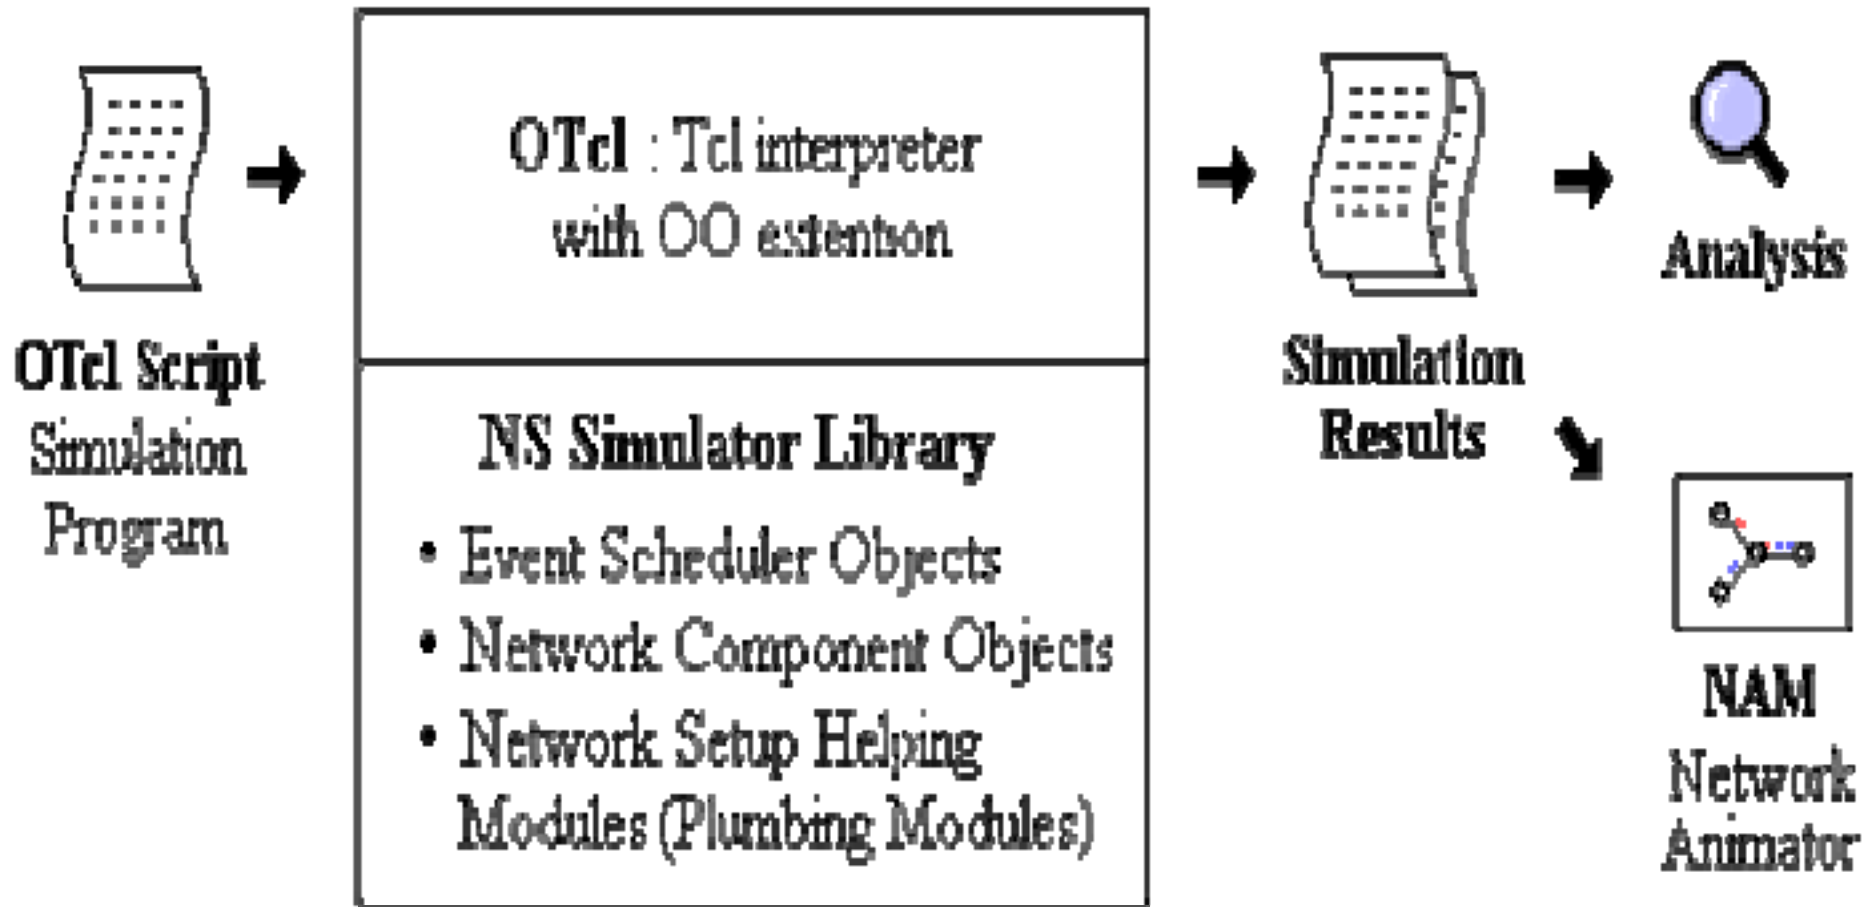 OTcl Script
Simulation
Program
OTcl : Tcl interpreter
with OO extention
NS Simulator Library
• Event Scheduler Objects
• Network Component Objects
• Network Setup Helping
Modules (Plumbing Modules)
Simulation
Results
Analysis
NAM
Network
Animator